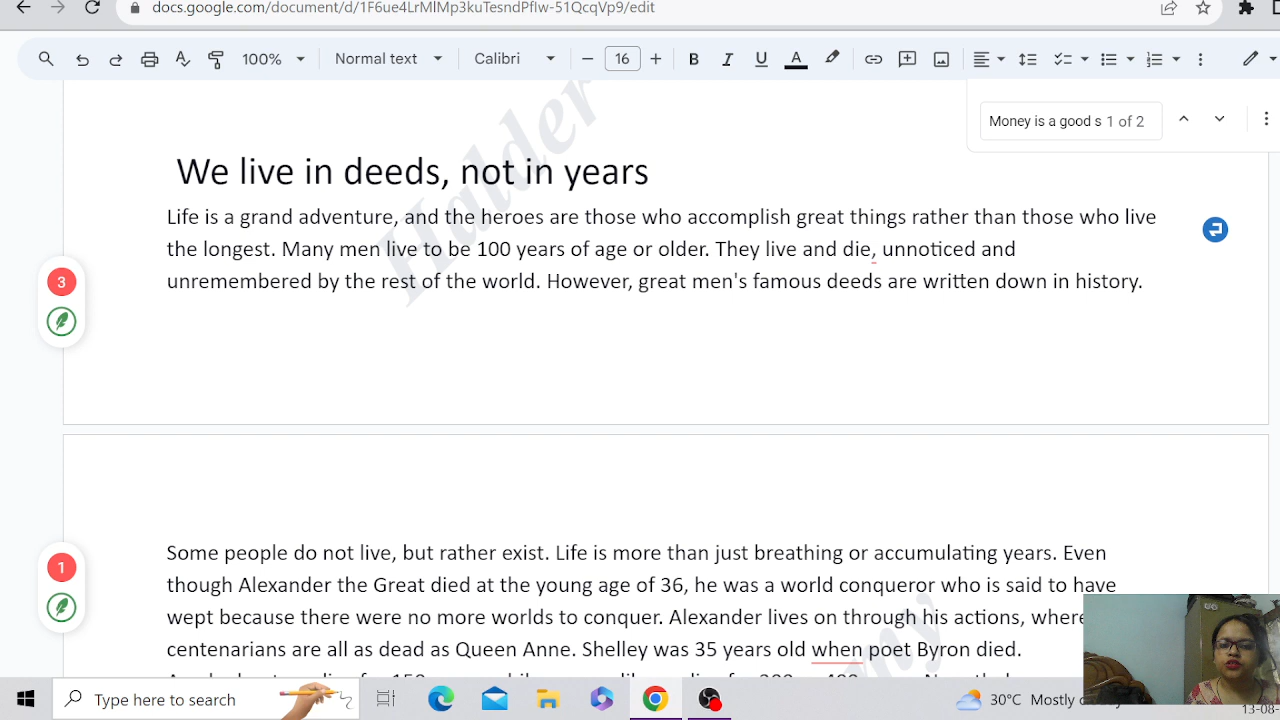 docs.google.com/document/d/1F6ue4LrMlMp3kuTesndPflw-51QcqVp9/edit
100% Normal text Calibri 16 B I U A
Money is a good s 1 of 2
We live in deeds, not in years
Life is a grand adventure, and the heroes are those who accomplish great things rather than those who live
the longest. Many men live to be 100 years of age or older. They live and die, unnoticed and
unremembered by the rest of the world. However, great men's famous deeds are written down in history.
3
Halder
Some people do not live, but rather exist. Life is more than just breathing or accumulating years. Even
1
though Alexander the Great died at the young age of 36, he was a world conqueror who is said to have
wept because there were no more worlds to conquer. Alexander lives on through his actions, where
centenarians are all as dead as Queen Anne. Shelley was 35 years old when poet Byron died.
Type here to search
30°C Mostly
13-08-